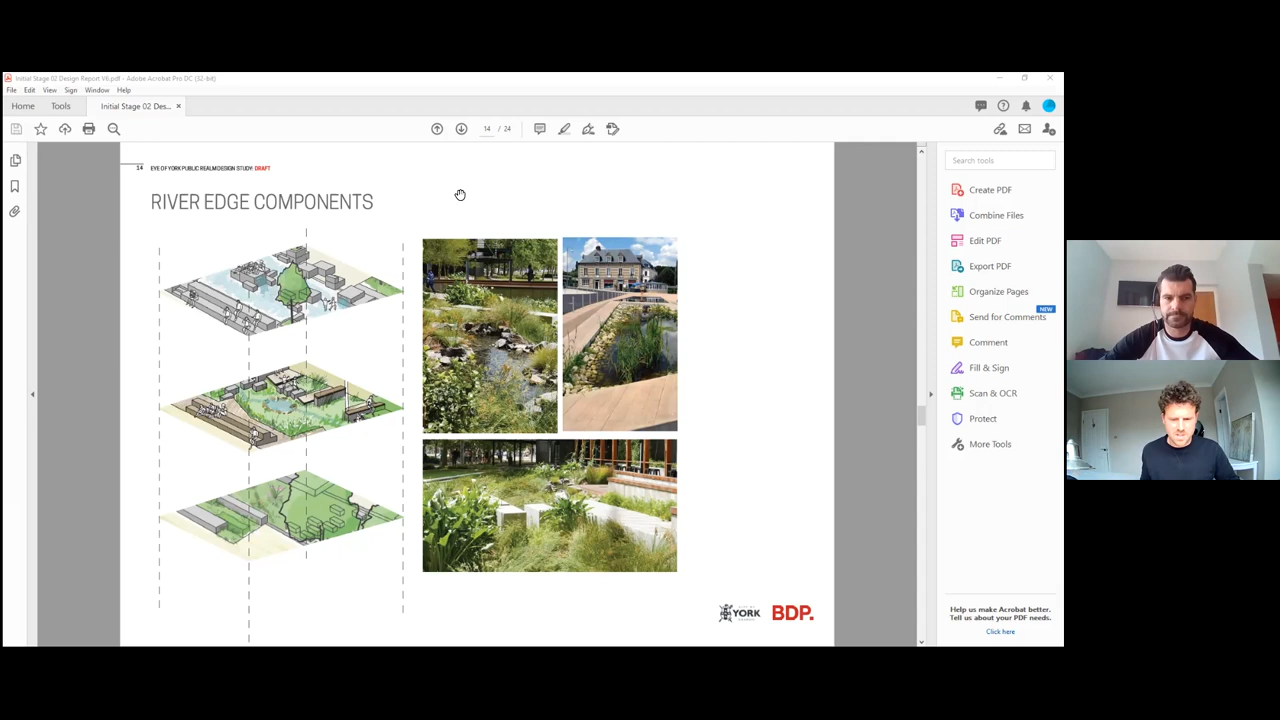 Initial Stage 02 Design Report V6.pdf - Adobe Acrobat Pro DC (32-bit)
File Edit View Sign Window Help
Home Tools Initial Stage 02 Des... ×
14 / 24
Search tools
14 EYE OF YORK PUBLIC REALM DESIGN STUDY: DRAFT
RIVER EDGE COMPONENTS
Create PDF
Combine Files
Edit PDF
Export PDF
Organize Pages
NEW
Send for Comments
Comment
Fill & Sign
Scan & OCR
Protect
More Tools
YORK
BDP.
Help us make Acrobat better.
Tell us about your PDF needs.
Click here